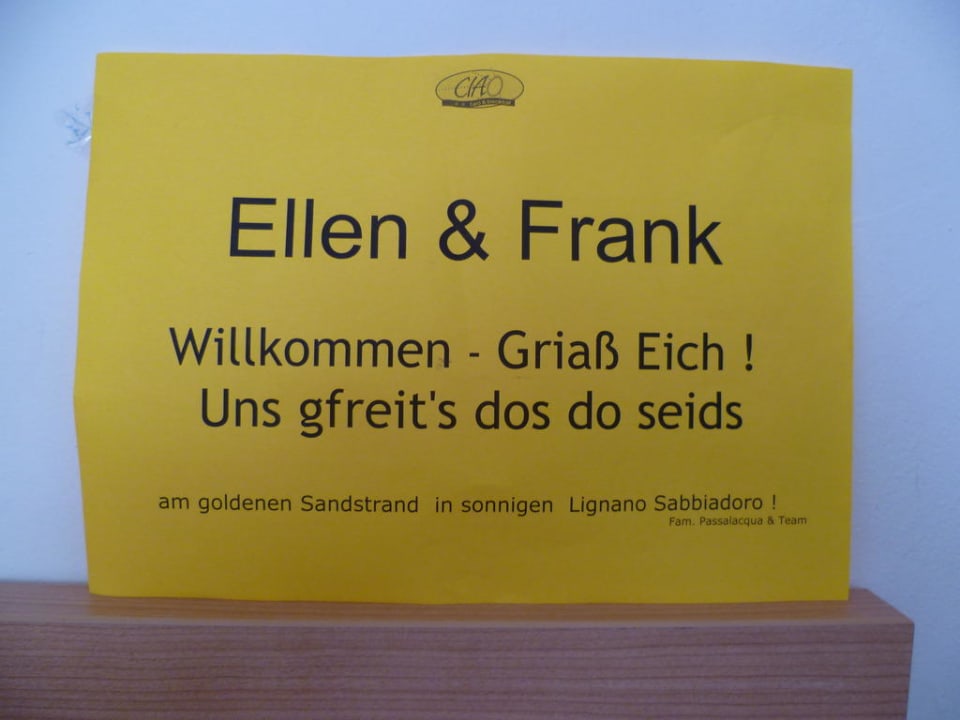 CIAO
Ellen & Frank
Willkommen - Griaß Eich !
Uns gfreit's dos do seids
am goldenen Sandstrand in sonnigen Lignano Sabbiadoro !
Fam. Passalacqua & Team